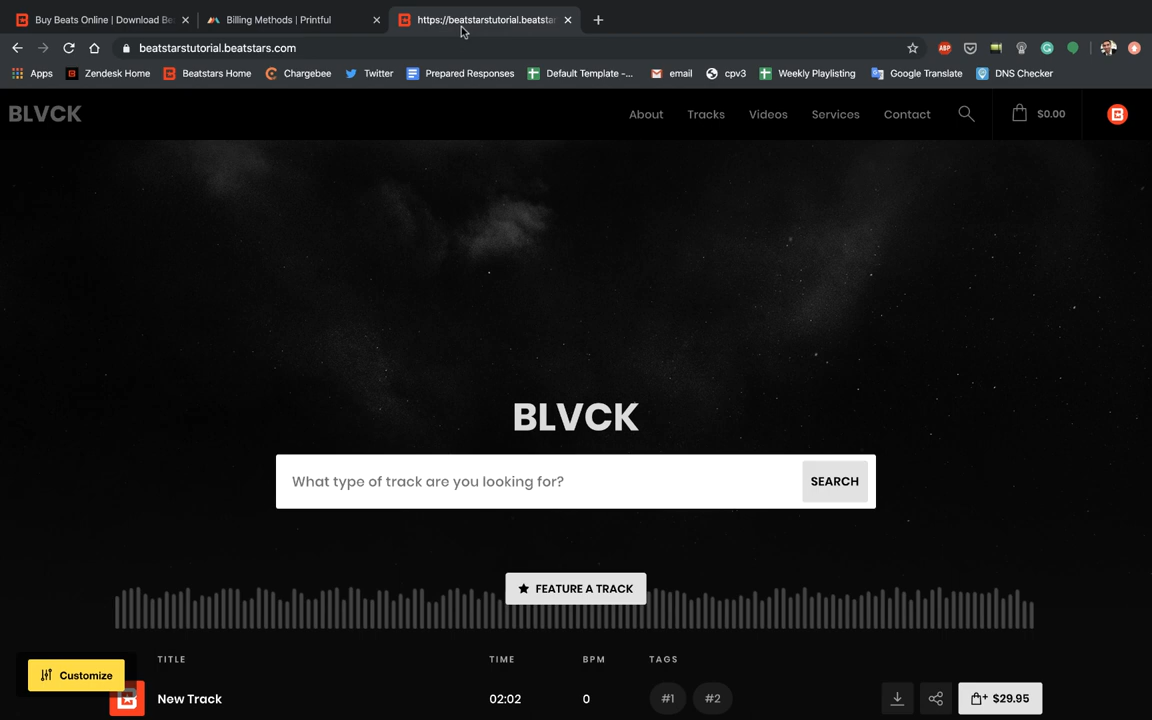 Buy Beats Online | Download Be
Billing Methods | Printful
https://beatstarstutorial.beatstar
beatstarstutorial.beatstars.com
ABP
Apps
Zendesk Home
Beatstars Home
Chargebee
Twitter
Prepared Responses
Default Template -...
email
cpv3
Weekly Playlisting
Google Translate
DNS Checker
BLVCK
About
Tracks
Videos
Services
Contact
$0.00
BLVCK
What type of track are you looking for?
SEARCH
★ FEATURE A TRACK
TITLE
TIME
BPM
TAGS
Customize
New Track
02:02
0
#1
#2
$29.95